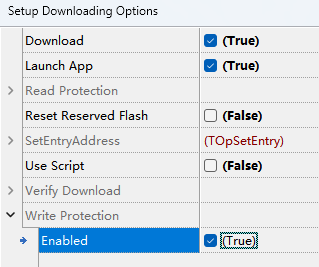 Setup Downloading Options
Download (True)
Launch App (True)
Read Protection
Reset Reserved Flash (False)
SetEntryAddress (TOpSetEntry)
Use Script (False)
Verify Download
Write Protection
Enabled (True)